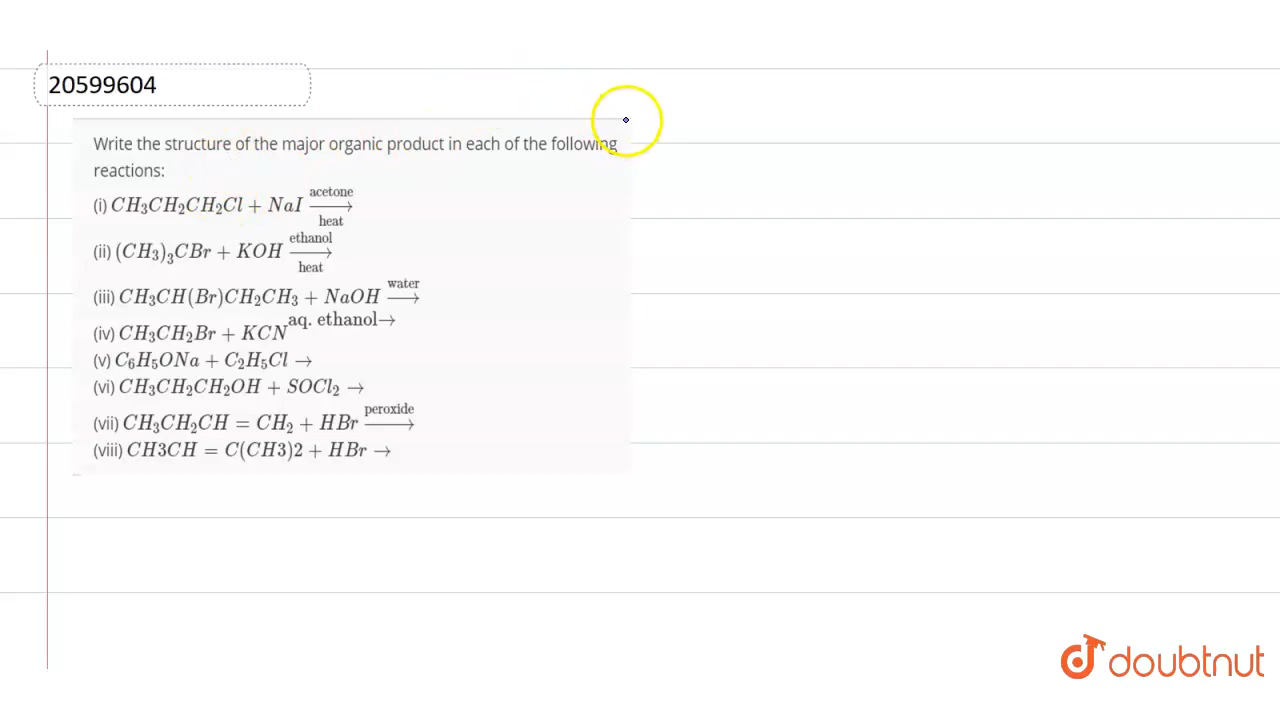 20599604
Write the structure of the major organic product in each of the following
reactions:
(i) CH₃CH₂CH₂Cl + NaI acetone → heat
(ii) (CH₃)₃CBr + KOH ethanol → heat
(iii) CH₃CH(Br)CH₂CH₃ + NaOH water →
(iv) CH₃CH₂Br + KCN aq. ethanol→
(v) C₆H₅ONa + C₂H₅Cl →
(vi) CH₃CH₂CH₂OH + SOCl₂ →
(vii) CH₃CH₂CH = CH₂ + HBr peroxide →
(viii) CH3CH = C(CH3)2 + HBr →
doubtnut